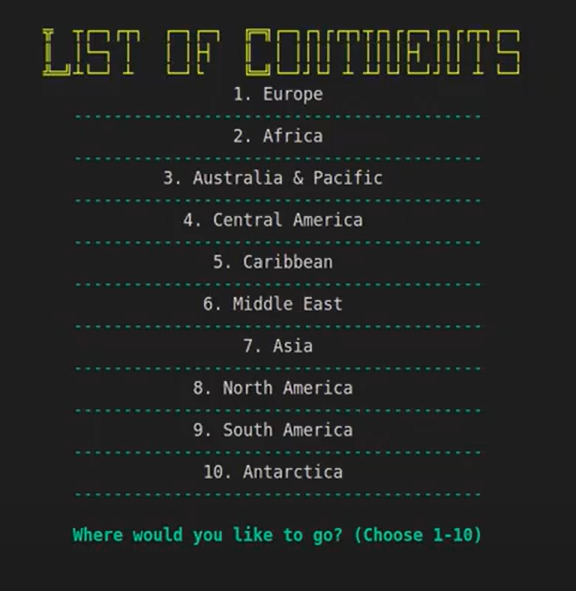 LIST OF CONTINENTS
1. Europe
2. Africa
3. Australia & Pacific
4. Central America
5. Caribbean
6. Middle East
7. Asia
8. North America
9. South America
10. Antarctica
Where would you like to go? (Choose 1-10)